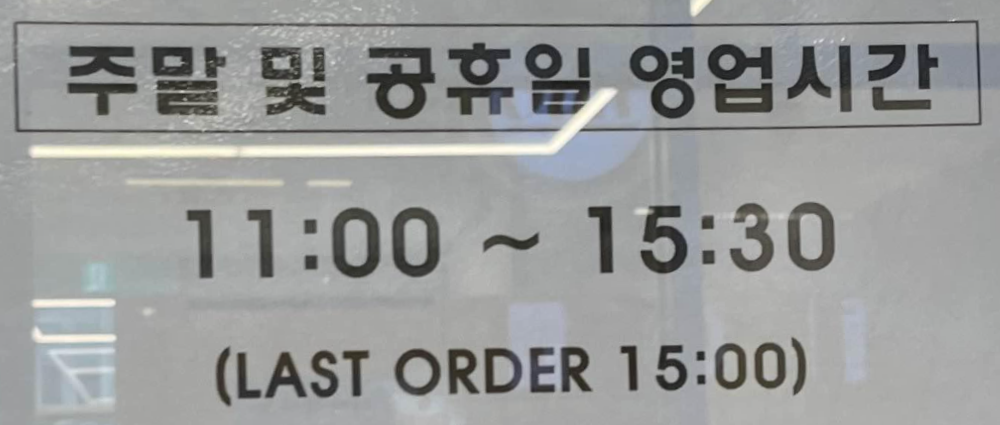 주말 및 공휴일 영업시간
11:00 ~ 15:30
(LAST ORDER 15:00)